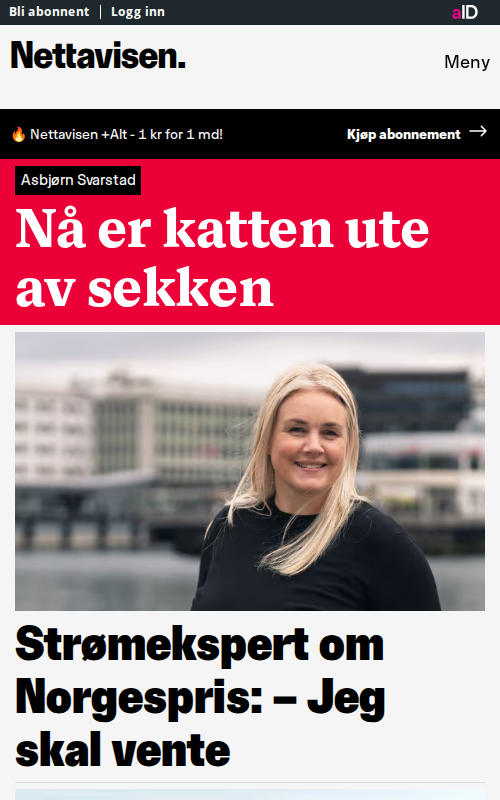 Bli abonnent | Logg inn
aID
Nettavisen.
Meny
Nettavisen +Alt - 1 kr for 1 md!
Kjøp abonnement →
Asbjørn Svarstad
Nå er katten ute
av sekken
Strømekspert om
Norgespris: – Jeg
skal vente